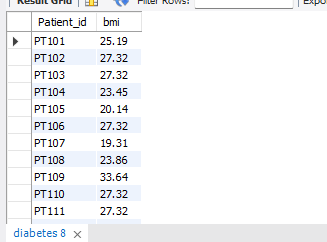 Result Grid Filter Rows: Expor
Patient_id bmi
PT101 25.19
PT102 27.32
PT103 27.32
PT104 23.45
PT105 20.14
PT106 27.32
PT107 19.31
PT108 23.86
PT109 33.64
PT110 27.32
PT111 27.32
diabetes 8 ×